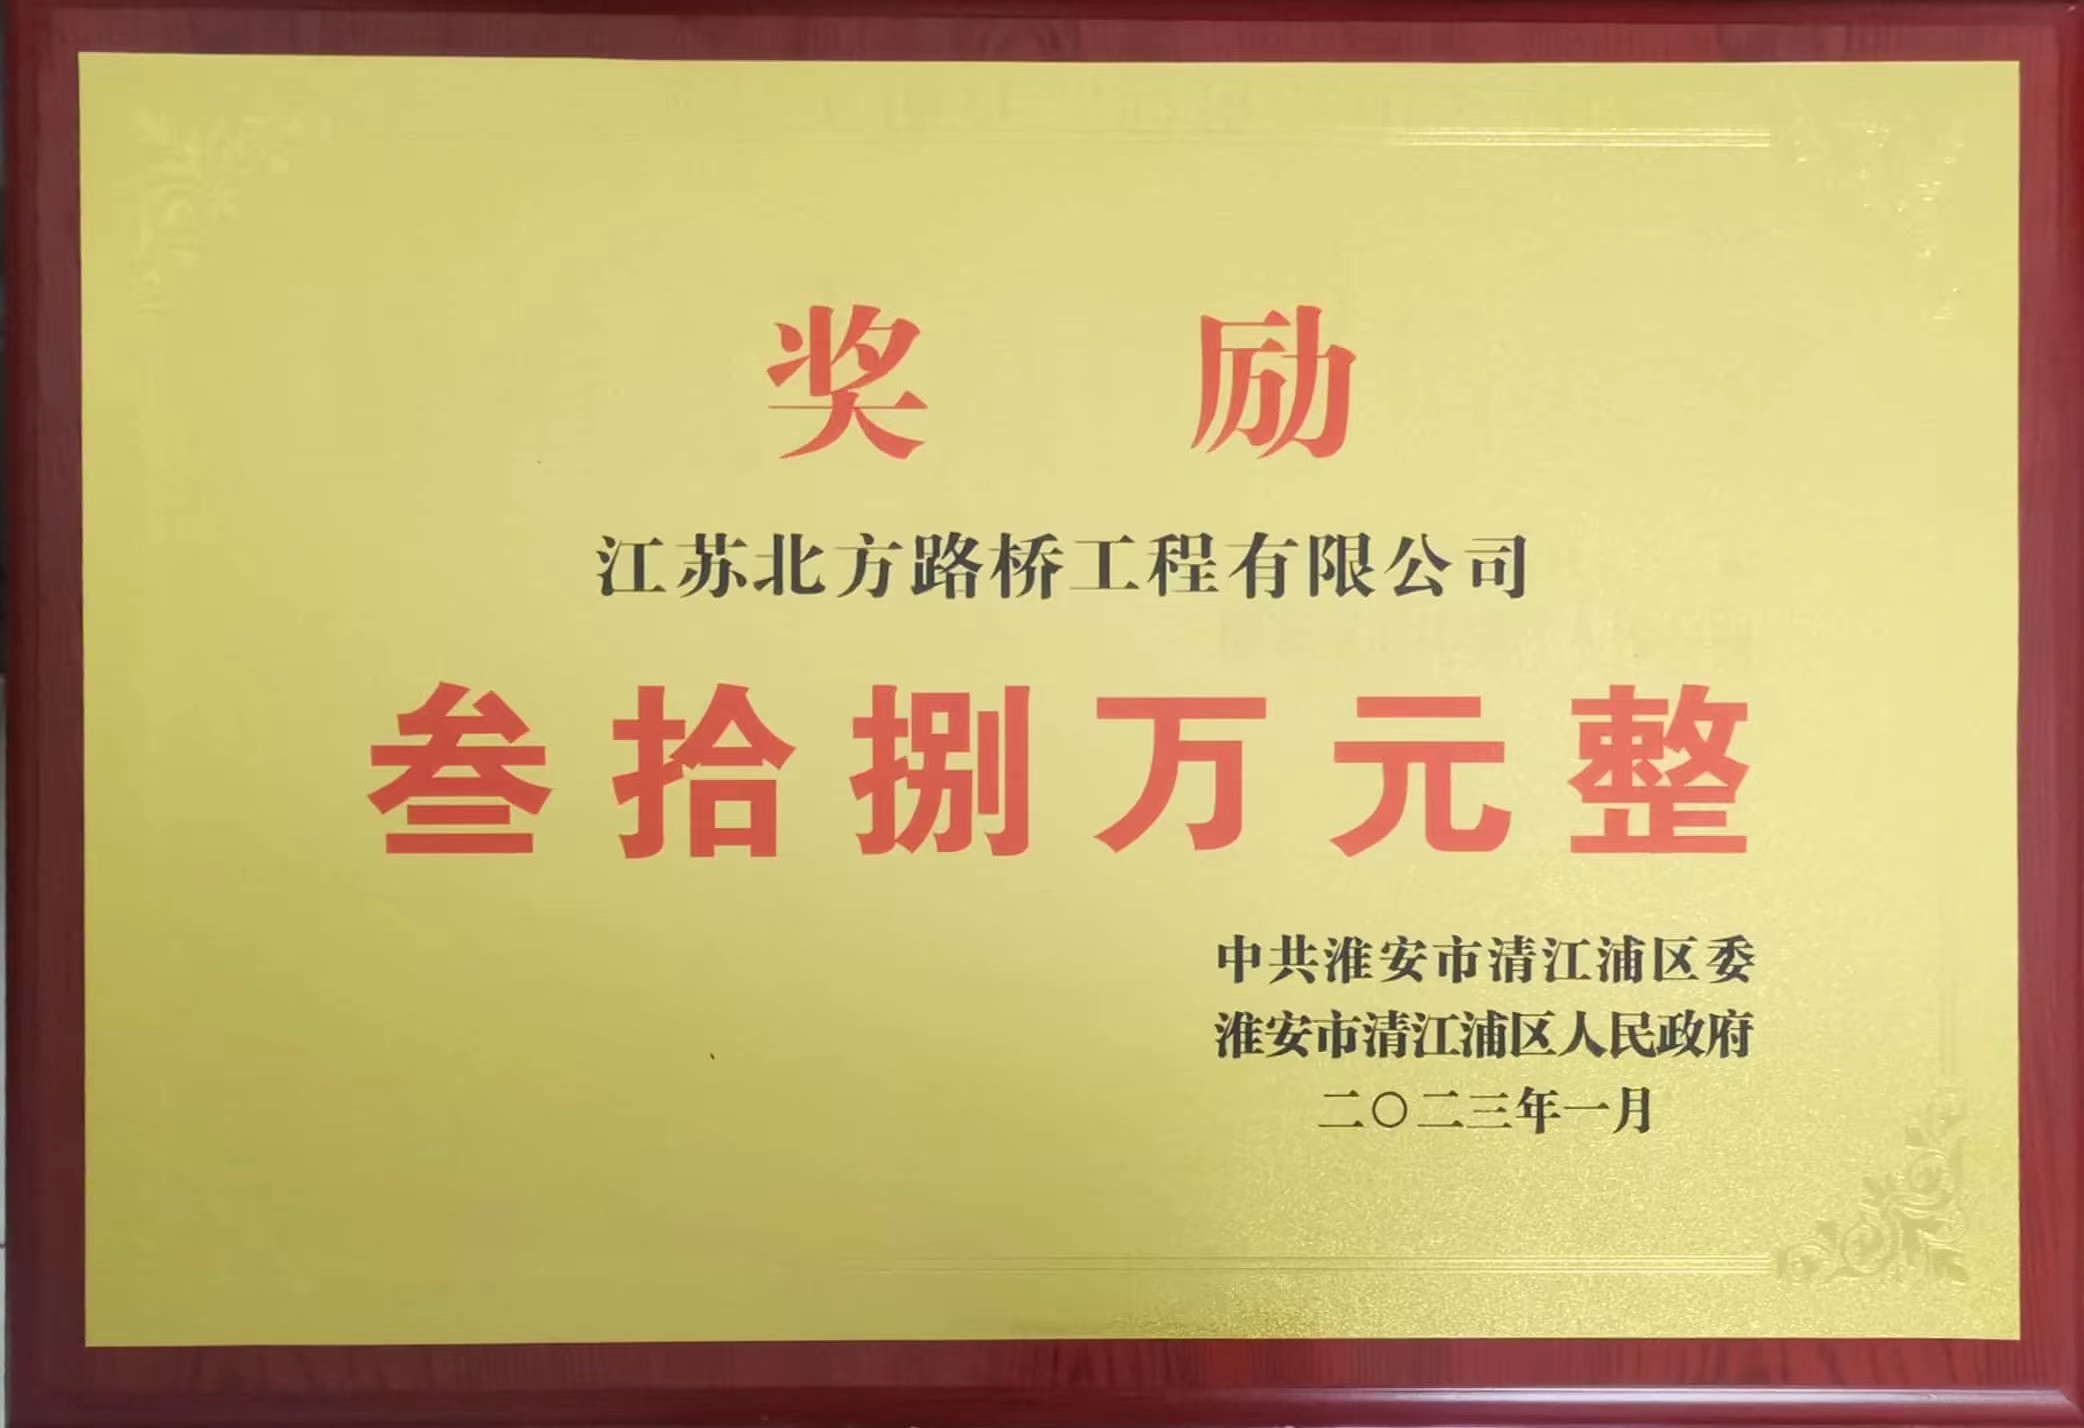 奖 励
江苏北方路桥工程有限公司
叁拾捌万元整
中共淮安市清江浦区委
淮安市清江浦区人民政府
二〇二三年一月